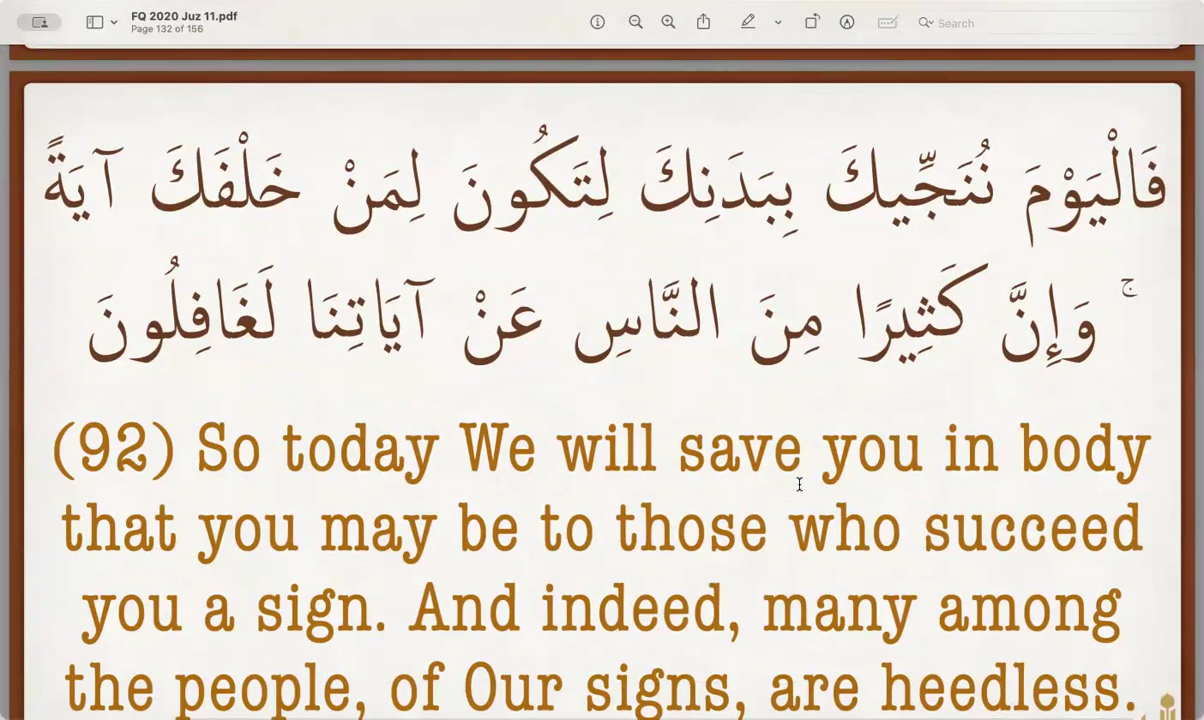 FQ 2020 Juz 11.pdf
Page 132 of 156
Search
فَالْيَوْمَ نُنَجِّيكَ بِبَدَنِكَ لِتَكُونَ لِمَنْ خَلْفَكَ آيَةً
ۚ وَإِنَّ كَثِيرًا مِنَ النَّاسِ عَنْ آيَاتِنَا لَغَافِلُونَ
(92) So today We will save you in body
that you may be to those who succeed
you a sign. And indeed, many among
the people, of Our signs, are heedless.